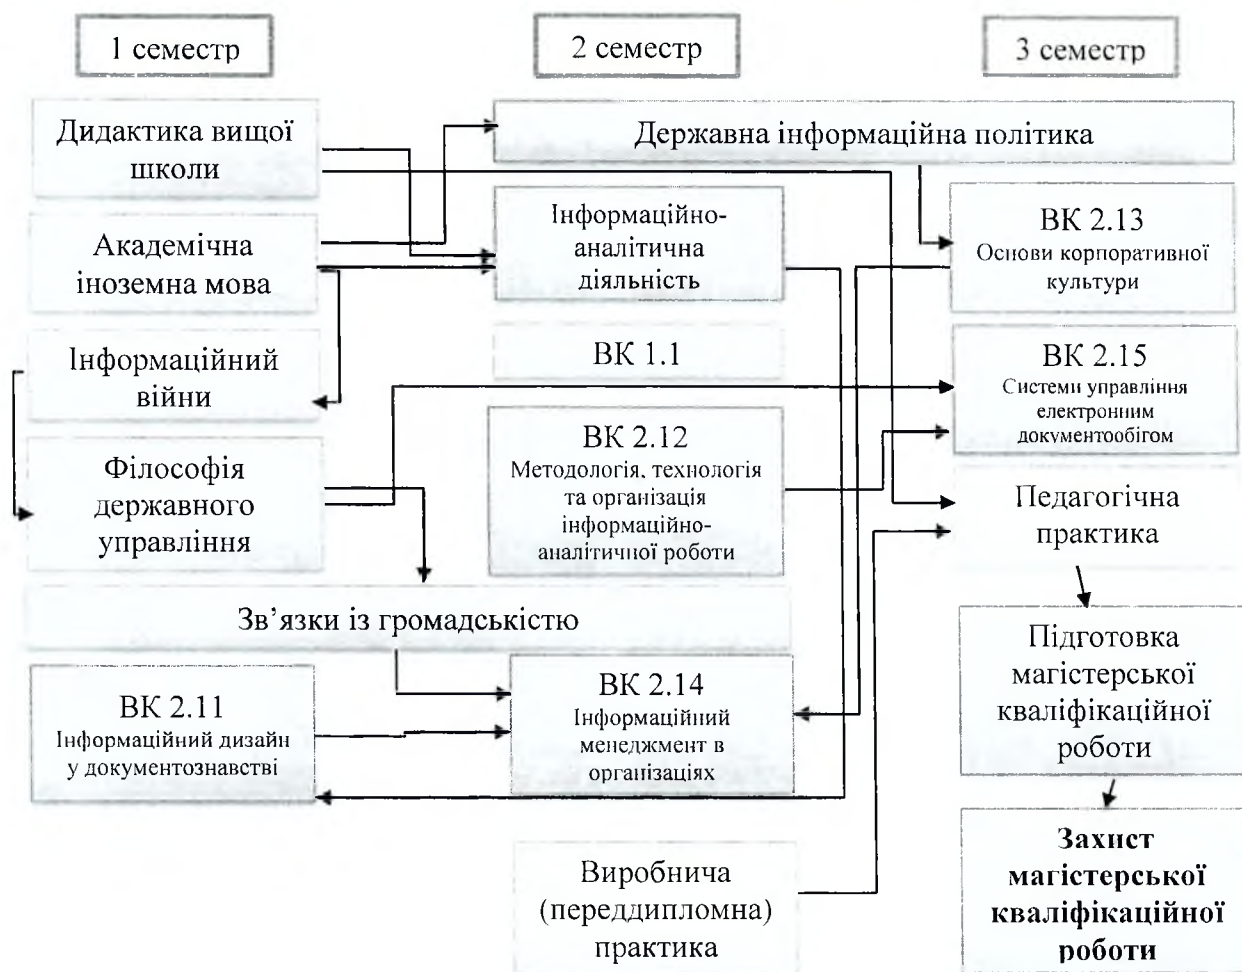 1 семестр
2 семестр
3 семестр
Дидактика вищої
школи
Державна інформаційна політика
Академічна
іноземна мова
Інформаційно-
аналітична
діяльність
ВК 2.13
Основи корпоративної
культури
Інформаційний
війни
ВК 1.1
ВК 2.15
Системи управління
електронним
документообігом
Філософія
державного
управління
ВК 2.12
Методологія, технологія
та організація
інформаційно-
аналітичної роботи
Педагогічна
практика
Зв’язки із громадськістю
Підготовка
магістерської
кваліфікаційної
роботи
ВК 2.11
Інформаційний дизайн
у документознавстві
ВК 2.14
Інформаційний
менеджмент в
організаціях
Виробнича
(переддипломна)
практика
Захист
магістерської
кваліфікаційної
роботи